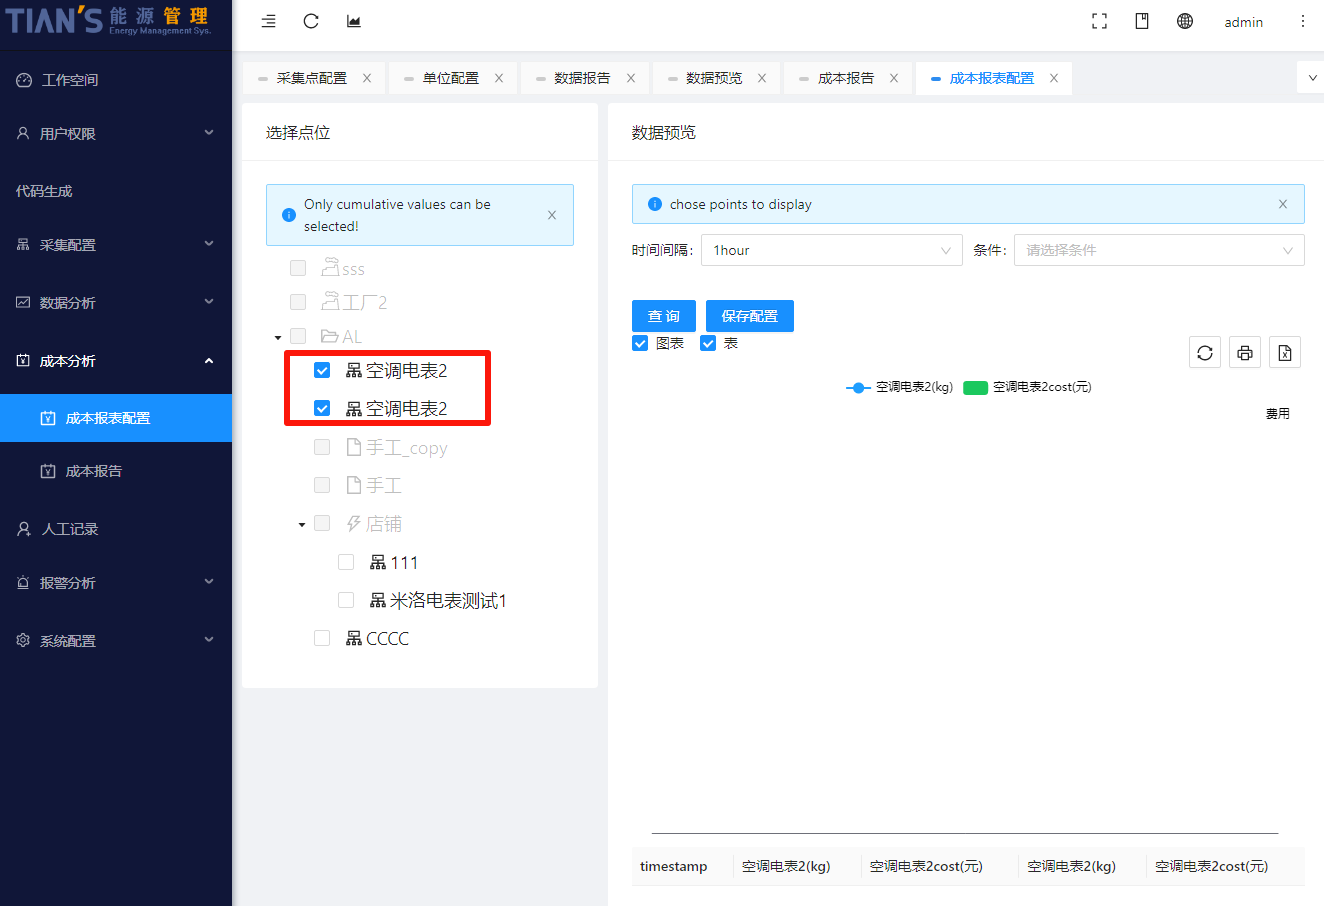 TIAN'S 能源管理
Energy Management Sys.
admin
工作空间
用户权限
代码生成
采集配置
数据分析
成本分析
成本报表配置
成本报告
人工记录
报警分析
系统配置
采集点配置
单位配置
数据报告
数据预览
成本报告
成本报表配置
选择点位
Only cumulative values can be
selected!
sss
工厂2
AL
空调电表2
空调电表2
手工_copy
手工
店铺
111
米洛电表测试1
CCCC
数据预览
chose points to display
时间间隔: 1hour 条件: 请选择条件
查 询 保存配置
图表 表
空调电表2(kg) 空调电表2cost(元)
费用
timestamp 空调电表2(kg) 空调电表2cost(元) 空调电表2(kg) 空调电表2cost(元)